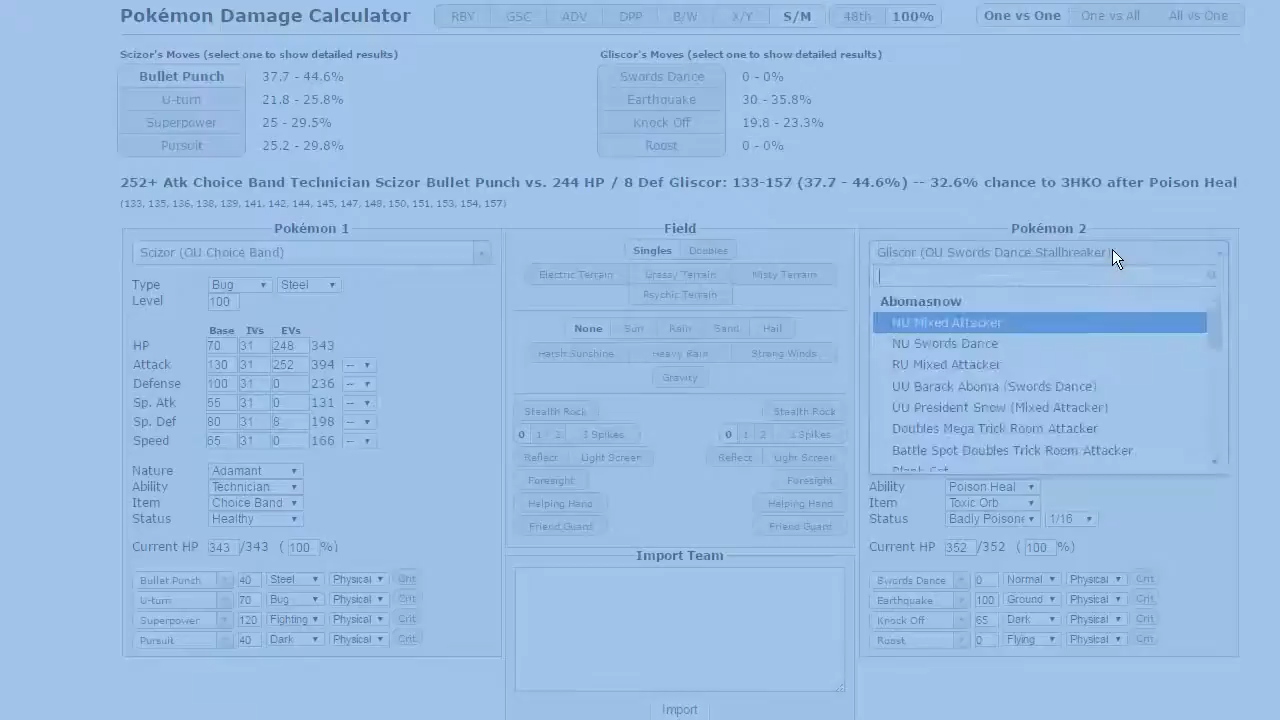 Pokémon Damage Calculator
RBY GSC ADV DPP B/W X/Y S/M 48th 100% One vs One One vs All All vs One
Scizor's Moves (select one to show detailed results)
Bullet Punch 37.7 - 44.6%
U-turn 21.8 - 25.8%
Superpower 25 - 29.5%
Pursuit 25.2 - 29.8%
Gliscor's Moves (select one to show detailed results)
Swords Dance 0 - 0%
Earthquake 30 - 35.8%
Knock Off 19.8 - 23.3%
Roost 0 - 0%
252+ Atk Choice Band Technician Scizor Bullet Punch vs. 244 HP / 8 Def Gliscor: 133-157 (37.7 - 44.6%) -- 32.6% chance to 3HKO after Poison Heal
(133, 135, 136, 138, 139, 141, 142, 144, 145, 147, 148, 150, 151, 153, 154, 157)
Pokémon 1
Scizor (OU Choice Band)
Type Bug Steel
Level 100
Base IVs EVs
HP 70 31 248 343
Attack 130 31 252 394 --
Defense 100 31 0 236 --
Sp. Atk 55 31 0 131 --
Sp. Def 80 31 8 198 --
Speed 65 31 0 166 --
Nature Adamant
Ability Technician
Item Choice Band
Status Healthy
Current HP 343 /343 ( 100 %)
Bullet Punch 40 Steel Physical Crit
U-turn 70 Bug Physical Crit
Superpower 120 Fighting Physical Crit
Pursuit 40 Dark Physical Crit
Field
Singles Doubles
Electric Terrain Grassy Terrain Misty Terrain
Psychic Terrain
None Sun Rain Sand Hail
Harsh Sunshine Heavy Rain Strong Winds
Gravity
Stealth Rock Stealth Rock
0 1 2 3 Spikes 0 1 2 3 Spikes
Reflect Light Screen Reflect Light Screen
Foresight Foresight
Helping Hand Helping Hand
Friend Guard Friend Guard
Import Team
Import
Pokémon 2
Gliscor (OU Swords Dance Stallbreaker)
Abomasnow
NU Mixed Attacker
NU Swords Dance
RU Mixed Attacker
UU Barack Aboma (Swords Dance)
UU President Snow (Mixed Attacker)
Doubles Mega Trick Room Attacker
Battle Spot Doubles Trick Room Attacker
Blank Set
Ability Poison Heal
Item Toxic Orb
Status Badly Poisone 1/16
Current HP 352 /352 ( 100 %)
Swords Dance 0 Normal Physical Crit
Earthquake 100 Ground Physical Crit
Knock Off 65 Dark Physical Crit
Roost 0 Flying Physical Crit